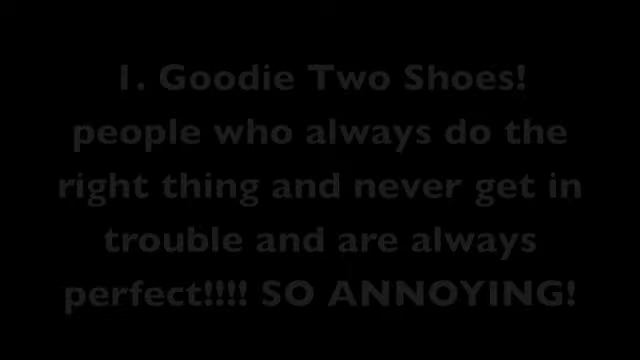 1. Goodie Two Shoes!
people who always do the
right thing and never get in
trouble and are always
perfect!!!! SO ANNOYING!